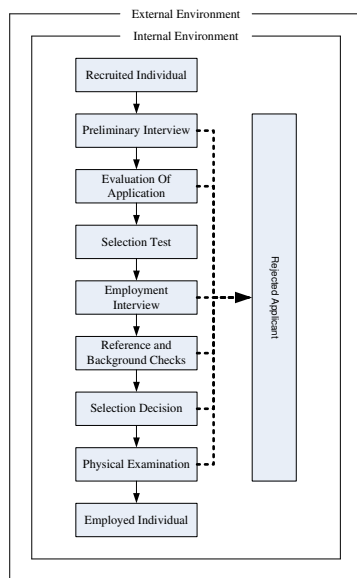 External Environment
Internal Environment
Recruited Individual
Preliminary Interview
Evaluation Of
Application
Selection Test
Employment
Interview
Reference and
Background Checks
Selection Decision
Physical Examination
Employed Individual
Rejected Applicant